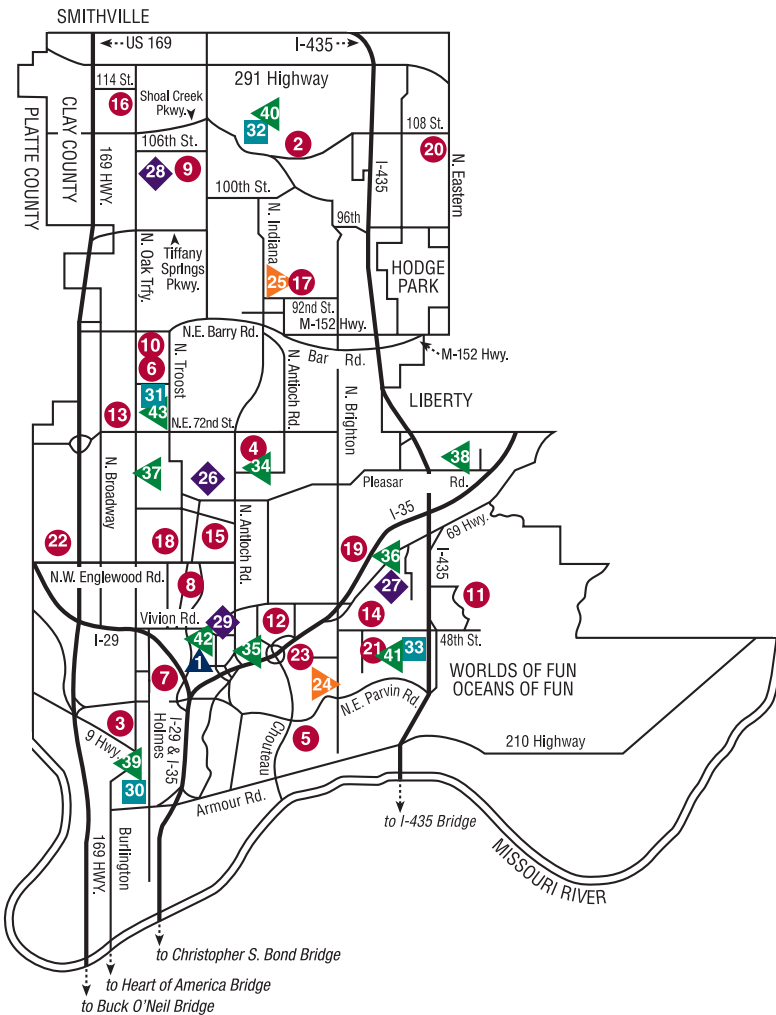 SMITHVILLE
US 169
I-435
114 St.
291 Highway
16
Shoal Creek
Pkwy.
40
32
CLAY COUNTY
PLATTE COUNTY
106th St.
2
108 St.
20
169 HWY.
28
9
I-435
N. Eastern
100th St.
N. Indiana
96th
N. Oak Trfy.
Tiffany
Springs
Pkwy.
HODGE
PARK
25
17
92nd St.
M-152 Hwy.
N.E. Barry Rd.
10
Bar
Rd.
M-152 Hwy.
6
N. Troost
N. Antioch Rd.
N. Brighton
31
LIBERTY
13
43
N.E. 72nd St.
4
38
37
26
34
Pleasar
Rd.
N. Broadway
I-35
69 Hwy.
22
18
15
N. Antioch Rd.
19
36
I-435
N.W. Englewood Rd.
8
27
11
Vivion Rd.
29
12
14
I-29
42
35
48th St.
1
23
21
41
33
7
24
WORLDS OF FUN
OCEANS OF FUN
N.E. Parvin Rd.
3
I-29 & I-35
Holmes
Chouteau
5
9 Hwy.
210 Highway
39
30
Armour Rd.
to I-435 Bridge
169 HWY.
Burlington
MISSOURI RIVER
to Christopher S. Bond Bridge
to Heart of America Bridge
to Buck O'Neil Bridge